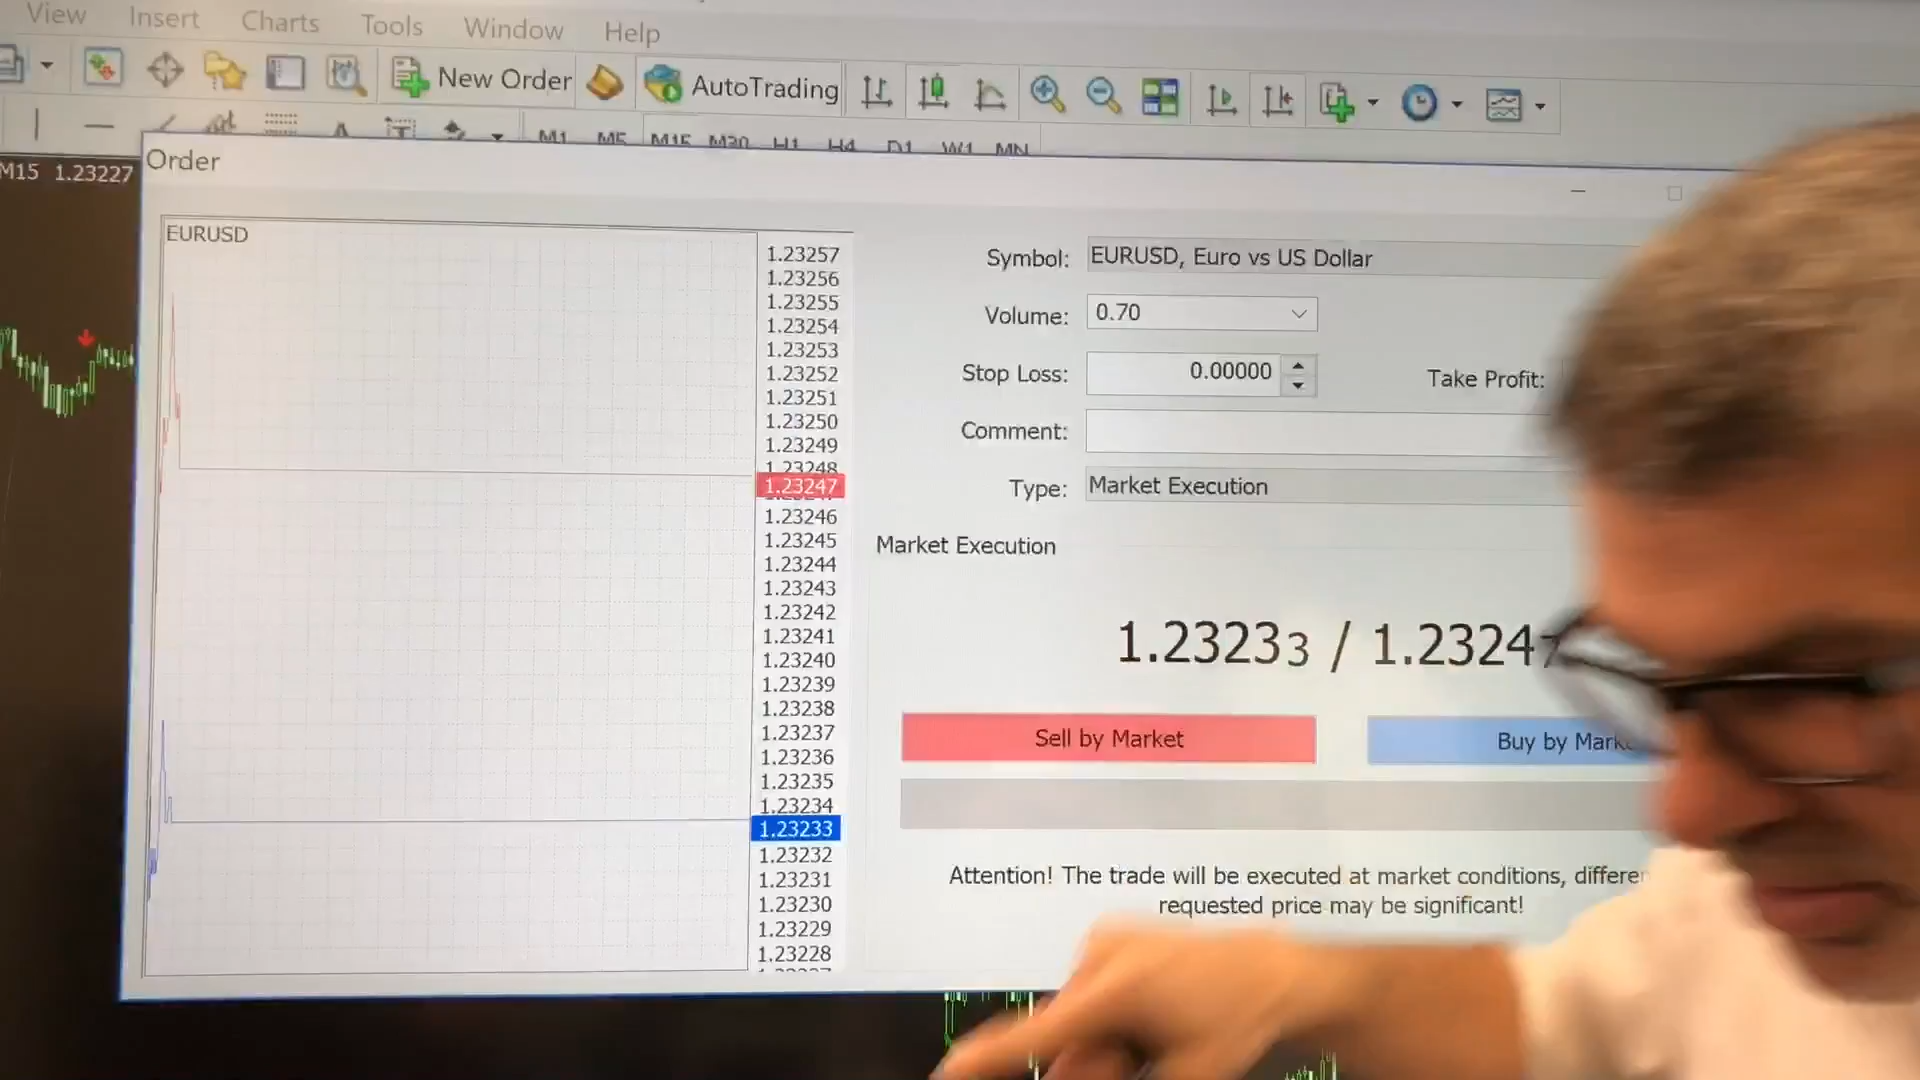 View Insert Charts Tools Window Help
New Order AutoTrading
M1 M5 M15 M30 H1 H4 D1 W1 MN
M15 1.23227
Order
EURUSD
1.23257
1.23256
1.23255
1.23254
1.23253
1.23252
1.23251
1.23250
1.23249
1.23248
1.23247
1.23246
1.23245
1.23244
1.23243
1.23242
1.23241
1.23240
1.23239
1.23238
1.23237
1.23236
1.23235
1.23234
1.23233
1.23232
1.23231
1.23230
1.23229
1.23228
Symbol: EURUSD, Euro vs US Dollar
Volume: 0.70
Stop Loss: 0.00000 Take Profit:
Comment:
Type: Market Execution
Market Execution
1.23233 / 1.23247
Sell by Market Buy by
Attention! The trade will be executed at market conditions,
requested price may be significant!